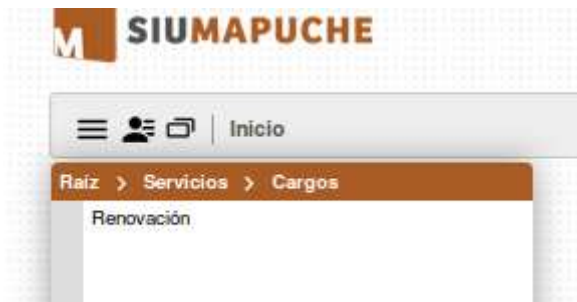 SIUMAPUCHE
Inicio
Raíz > Servicios > Cargos
Renovación